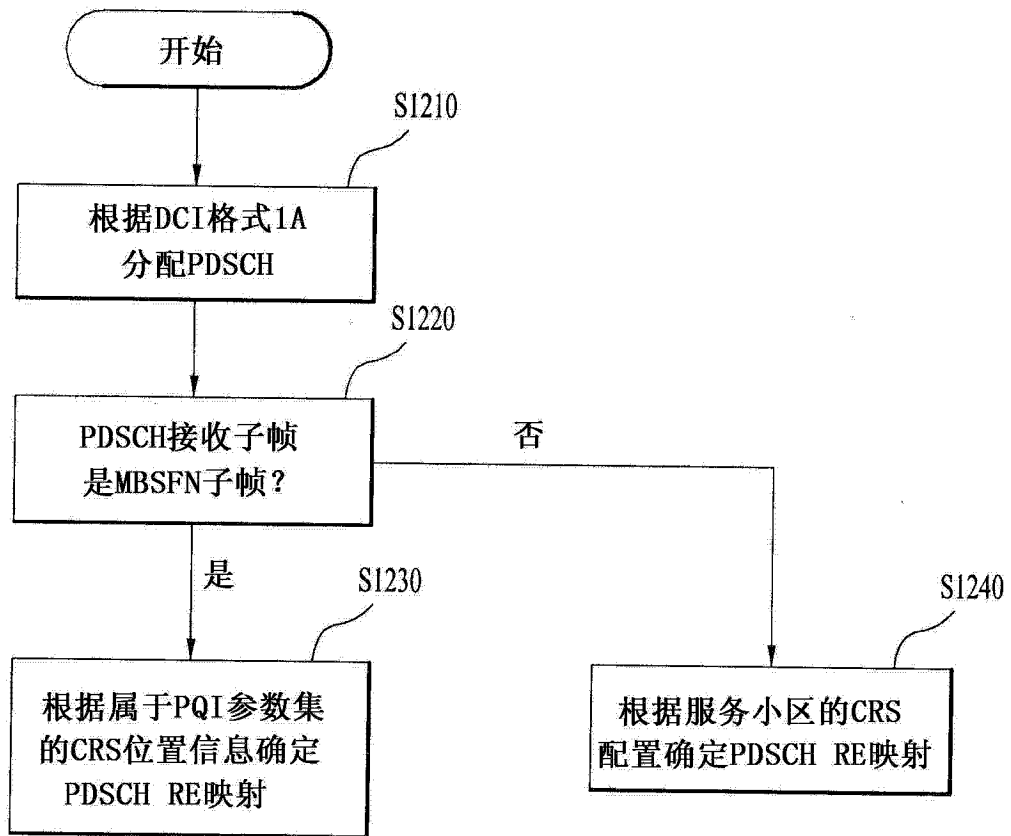 开始
S1210
根据DCI格式1A
分配PDSCH
S1220
PDSCH接收子帧
是MBSFN子帧?
否
是
S1230
根据属于PQI参数集
的CRS位置信息确定
PDSCH RE映射
S1240
根据服务小区的CRS
配置确定PDSCH RE映射